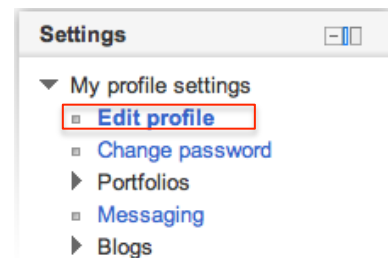 Settings
My profile settings
Edit profile
Change password
Portfolios
Messaging
Blogs